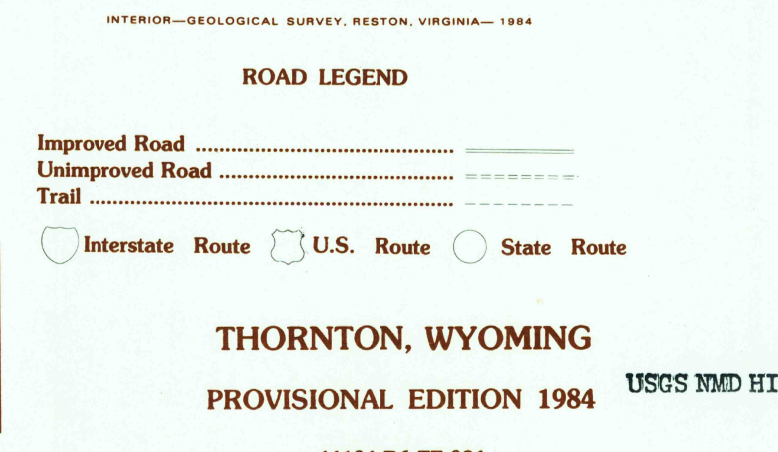 INTERIOR—GEOLOGICAL SURVEY, RESTON, VIRGINIA— 1984
ROAD LEGEND
Improved Road
Unimproved Road
Trail
Interstate Route U.S. Route State Route
THORNTON, WYOMING
PROVISIONAL EDITION 1984
USGS NMD HI